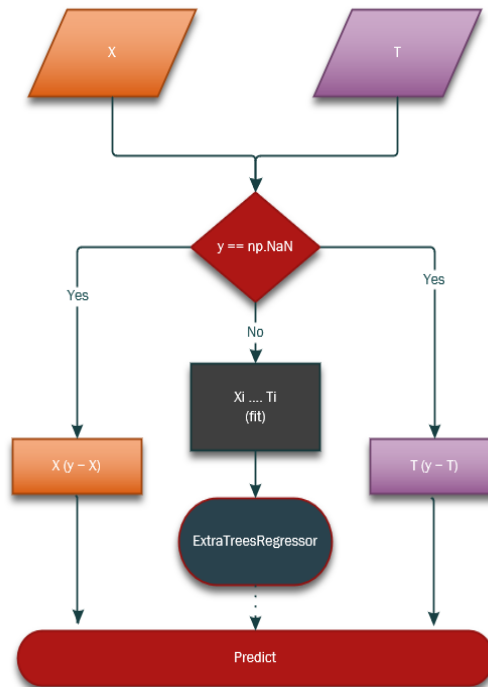 X
T
y == np.NaN
Yes
Yes
No
Xi .... Ti
(fit)
X (y – X)
T (y – T)
ExtraTreesRegressor
Predict